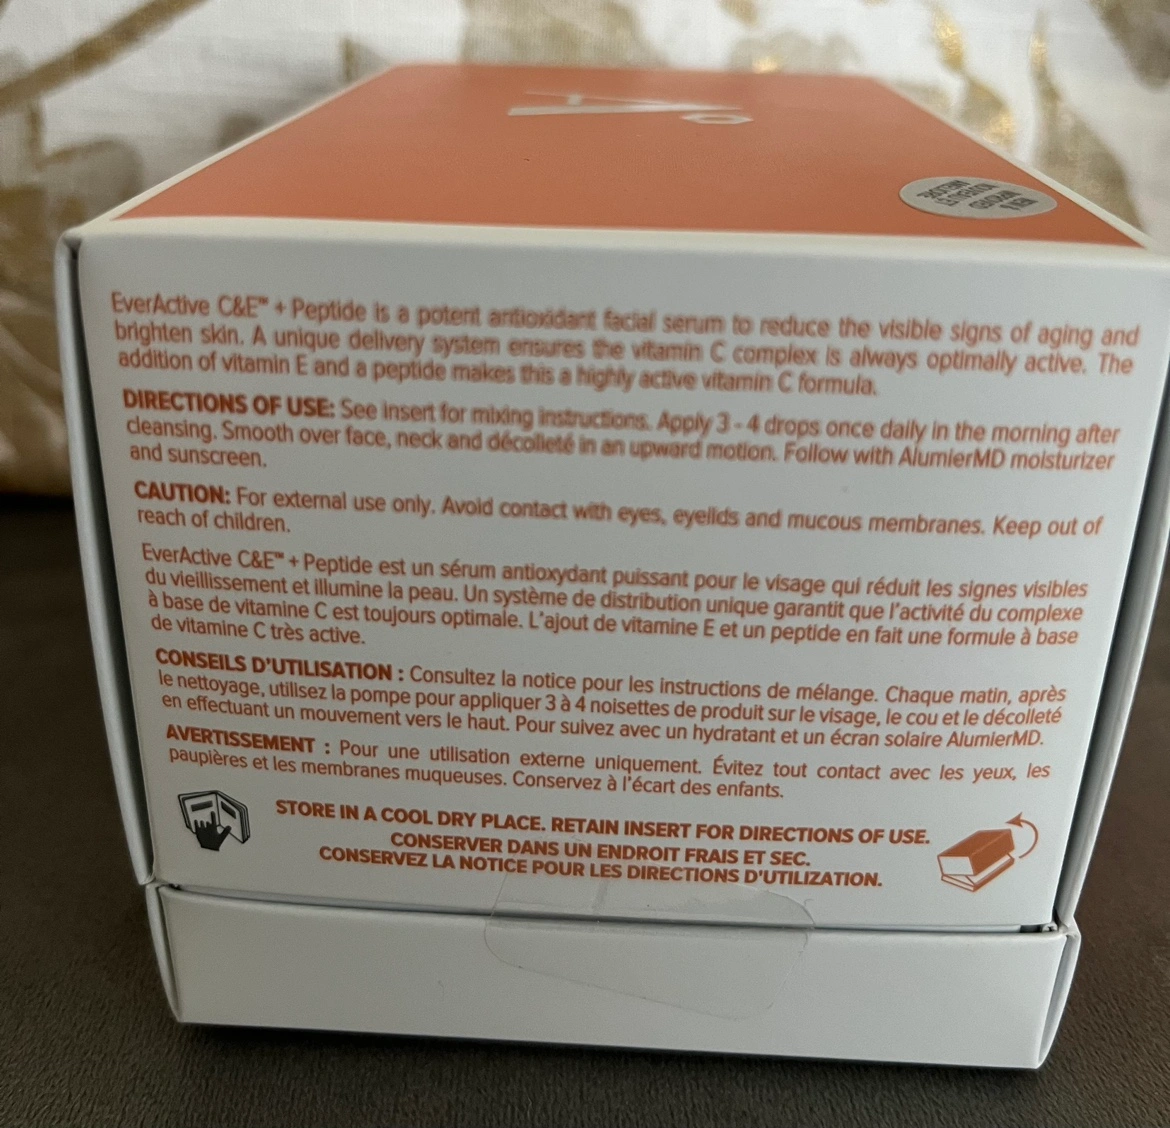 NEW &
IMPROVED
NOUVEAU ET
AMÉLIORÉ
EverActive C&E™ + Peptide is a potent antioxidant facial serum to reduce the visible signs of aging and
brighten skin. A unique delivery system ensures the vitamin C complex is always optimally active. The
addition of vitamin E and a peptide makes this a highly active vitamin C formula.
DIRECTIONS OF USE: See insert for mixing instructions. Apply 3 - 4 drops once daily in the morning after
cleansing. Smooth over face, neck and décolleté in an upward motion. Follow with AlumierMD moisturizer
and sunscreen.
CAUTION: For external use only. Avoid contact with eyes, eyelids and mucous membranes. Keep out of
reach of children.
EverActive C&E™ + Peptide est un sérum antioxydant puissant pour le visage qui réduit les signes visibles
du vieillissement et illumine la peau. Un système de distribution unique garantit que l'activité du complexe
à base de vitamine C est toujours optimale. L'ajout de vitamine E et un peptide en fait une formule à base
de vitamine C très active.
CONSEILS D'UTILISATION : Consultez la notice pour les instructions de mélange. Chaque matin, après
le nettoyage, utilisez la pompe pour appliquer 3 à 4 noisettes de produit sur le visage, le cou et le décolleté
en effectuant un mouvement vers le haut. Pour suivez avec un hydratant et un écran solaire AlumierMD.
AVERTISSEMENT : Pour une utilisation externe uniquement. Évitez tout contact avec les yeux, les
paupières et les membranes muqueuses. Conservez à l'écart des enfants.
STORE IN A COOL DRY PLACE. RETAIN INSERT FOR DIRECTIONS OF USE.
CONSERVER DANS UN ENDROIT FRAIS ET SEC.
CONSERVEZ LA NOTICE POUR LES DIRECTIONS D'UTILIZATION.